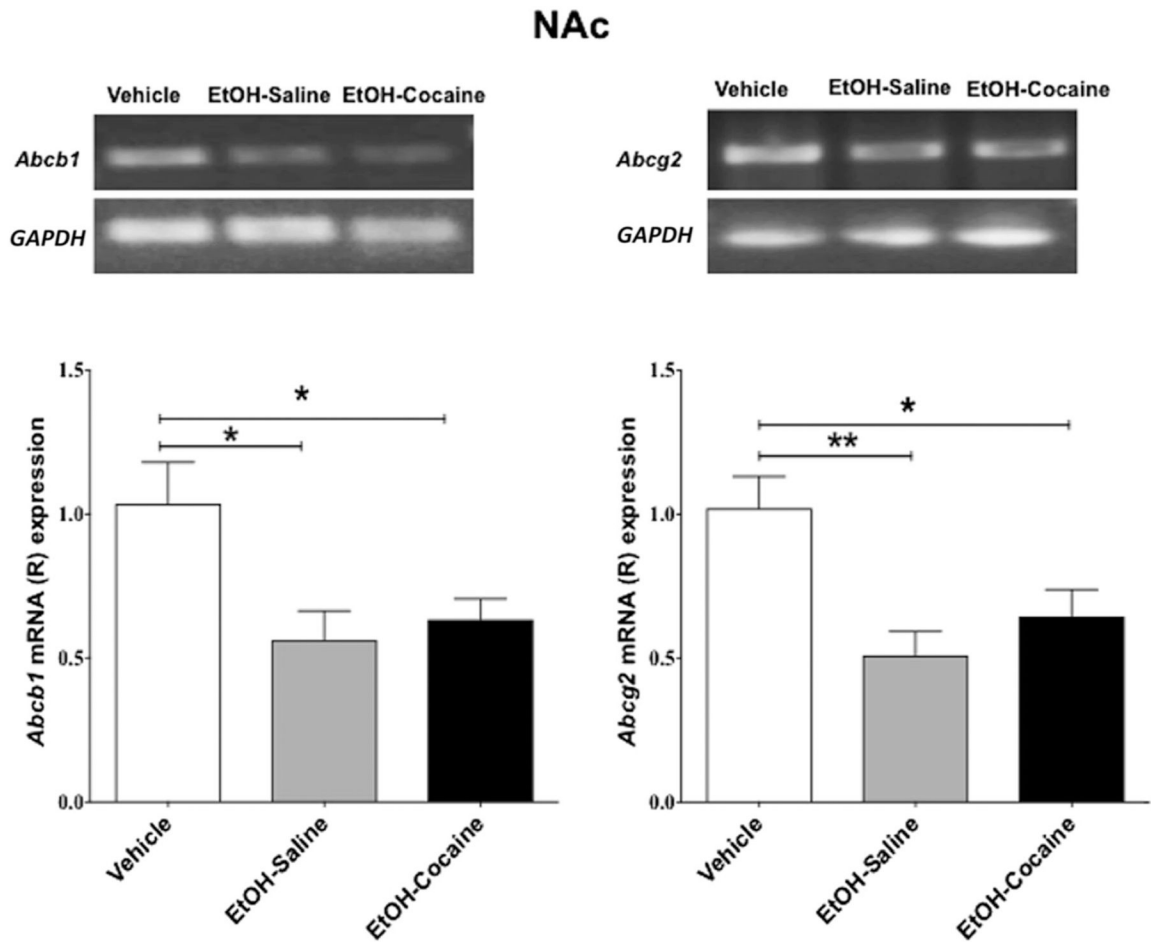 NAc
Vehicle EtOH-Saline EtOH-Cocaine
Abcb1
GAPDH
Vehicle EtOH-Saline EtOH-Cocaine
Abcg2
GAPDH
Abcb1 mRNA (R) expression
1.5
1.0
0.5
0.0
*
*
Vehicle
EtOH-Saline
EtOH-Cocaine
Abcg2 mRNA (R) expression
1.5
1.0
0.5
0.0
*
**
Vehicle
EtOH-Saline
EtOH-Cocaine